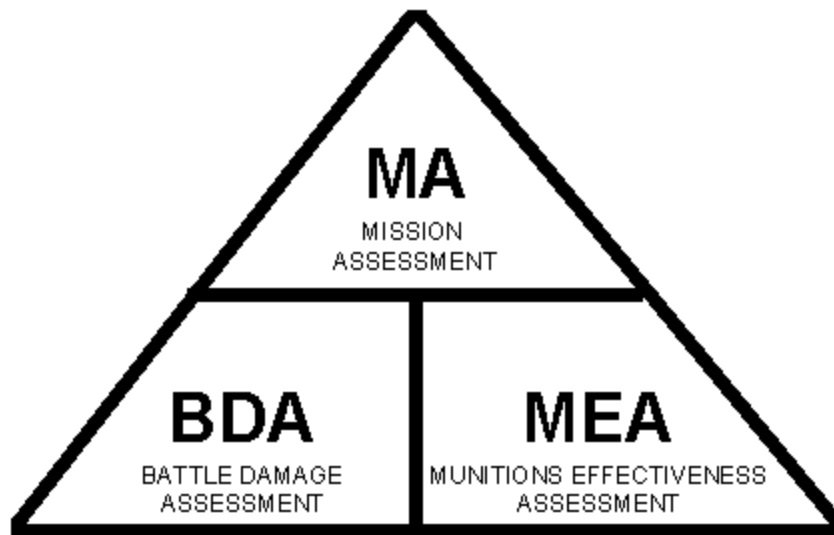 MA
MISSION
ASSESSMENT
BDA
BATTLE DAMAGE
ASSESSMENT
MEA
MUNITIONS EFFECTIVENESS
ASSESSMENT